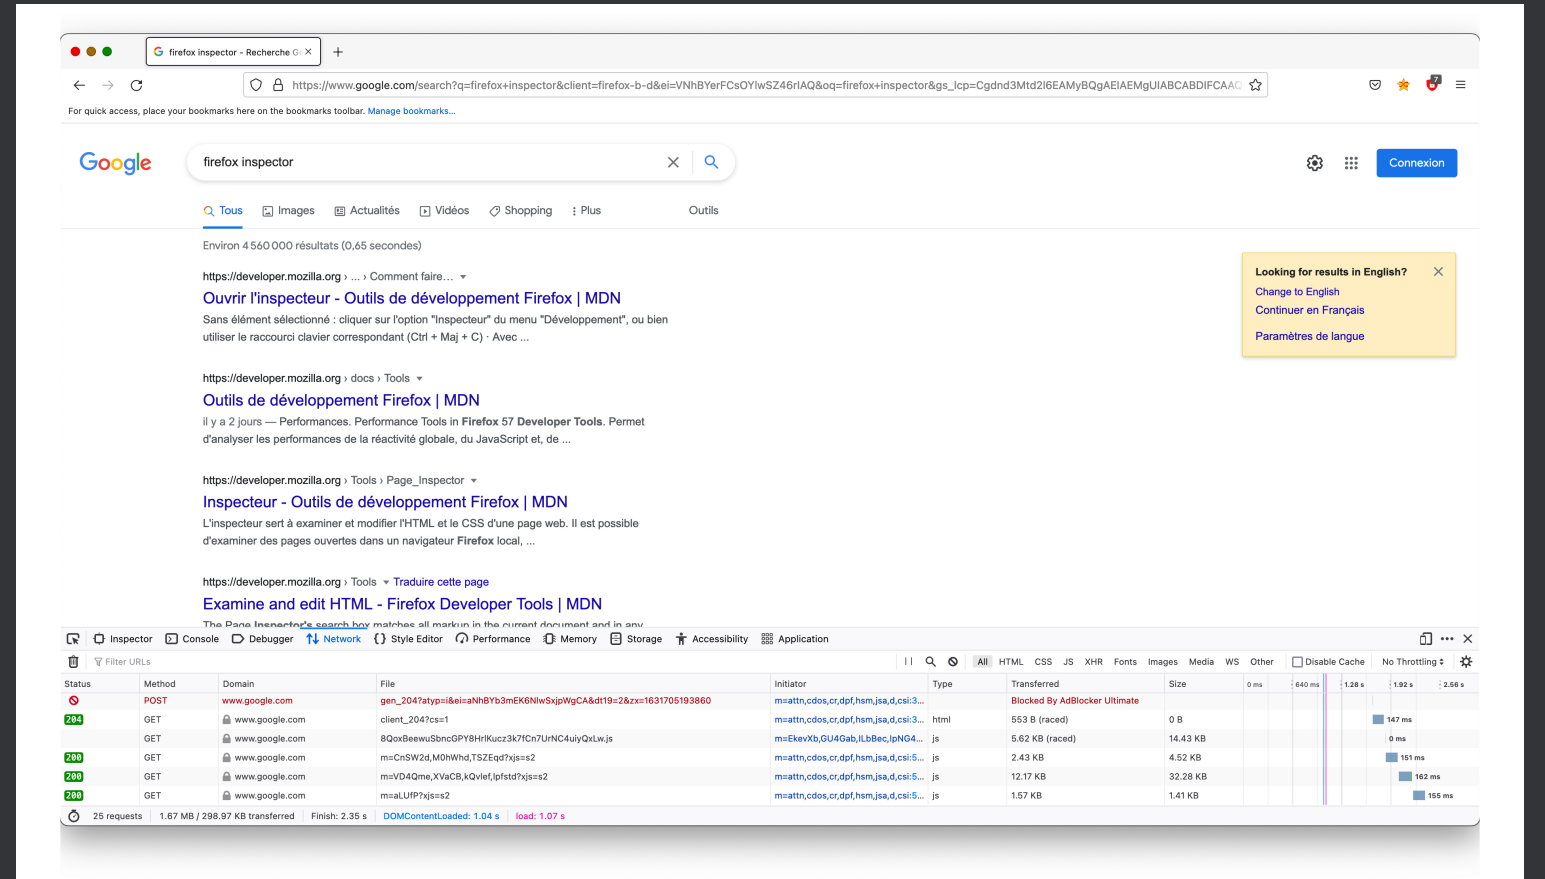 firefox inspector - Recherche G
https://www.google.com/search?q=firefox+inspector&client=firefox-b-d&ei=VNhBYerFCsOYlwSZ46rIAQ&oq=firefox+inspector&gs_lcp=Cgdnd3Mtd2l6EAMyBQgAEIAEMgUIABCABDIFCAAQ
7
For quick access, place your bookmarks here on the bookmarks toolbar. Manage bookmarks...
Google
firefox inspector
Connexion
Tous Images Actualités Vidéos Shopping Plus Outils
Environ 4 560 000 résultats (0,65 secondes)
https://developer.mozilla.org › ... › Comment faire...
Ouvrir l'inspecteur - Outils de développement Firefox | MDN
Sans élément sélectionné : cliquer sur l'option "Inspecteur" du menu "Développement", ou bien
utiliser le raccourci clavier correspondant (Ctrl + Maj + C) · Avec ...
Looking for results in English?
Change to English
Continuer en Français
Paramètres de langue
https://developer.mozilla.org › docs › Tools
Outils de développement Firefox | MDN
il y a 2 jours — Performances. Performance Tools in Firefox 57 Developer Tools. Permet
d'analyser les performances de la réactivité globale, du JavaScript et, de ...
https://developer.mozilla.org › Tools › Page_Inspector
Inspecteur - Outils de développement Firefox | MDN
L'inspecteur sert à examiner et modifier l'HTML et le CSS d'une page web. Il est possible
d'examiner des pages ouvertes dans un navigateur Firefox local, ...
https://developer.mozilla.org › Tools Traduire cette page
Examine and edit HTML - Firefox Developer Tools | MDN
The Page Inspector's search box matches all markup in the current document and in any
Inspector Console Debugger Network Style Editor Performance Memory Storage Accessibility Application
Filter URLs All HTML CSS JS XHR Fonts Images Media WS Other Disable Cache No Throttling
Status Method Domain File Initiator Type Transferred Size 0 ms 640 ms 1.28 s 1.92 s 2.56 s
POST www.google.com gen_204?atyp=i&ei=aNhBYb3mEK6NlwSxjpWgCA&dt19=2&zx=1631705193860 m=attn,cdos,cr,dpf,hsm,jsa,d,csi:3... Blocked By AdBlocker Ultimate
204 GET www.google.com client_204?cs=1 m=attn,cdos,cr,dpf,hsm,jsa,d,csi:3... html 553 B (raced) 0 B 147 ms
GET www.google.com 8QoxBeewuSbncGPY8HrlKucz3k7fCn7UrNC4uiyQxLw.js m=EkevXb,GU4Gab,ILbBec,IpNG4... js 5.62 KB (raced) 14.43 KB 0 ms
200 GET www.google.com m=CnSW2d,M0hWhd,TSZEqd?xjs=s2 m=attn,cdos,cr,dpf,hsm,jsa,d,csi:5... js 2.43 KB 4.52 KB 151 ms
200 GET www.google.com m=VD4Qme,XVaCB,kQvlef,lpfstd?xjs=s2 m=attn,cdos,cr,dpf,hsm,jsa,d,csi:5... js 12.17 KB 32.28 KB 162 ms
200 GET www.google.com m=aLUfP?xjs=s2 m=attn,cdos,cr,dpf,hsm,jsa,d,csi:5... js 1.57 KB 1.41 KB 155 ms
25 requests 1.67 MB / 298.97 KB transferred Finish: 2.35 s DOMContentLoaded: 1.04 s load: 1.07 s